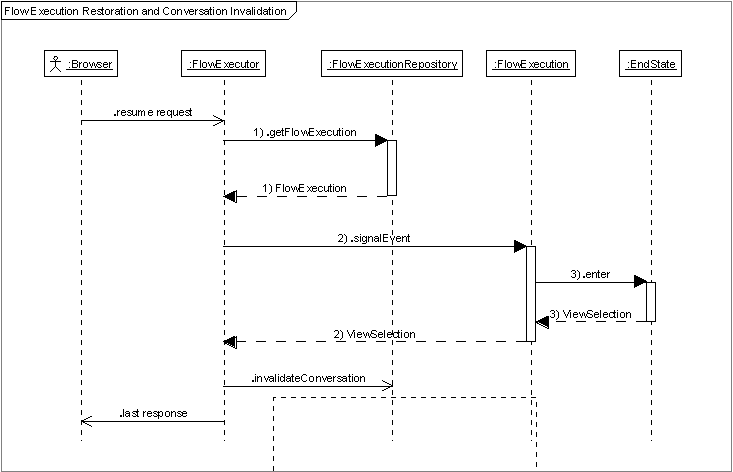 FlowExecution Restoration and Conversation Invalidation
:Browser
:FlowExecutor
:FlowExecutionRepository
:FlowExecution
:EndState
.resume request
1) .getFlowExecution
1) FlowExecution
2) .signalEvent
3) .enter
3) ViewSelection
2) ViewSelection
.invalidateConversation
.last response